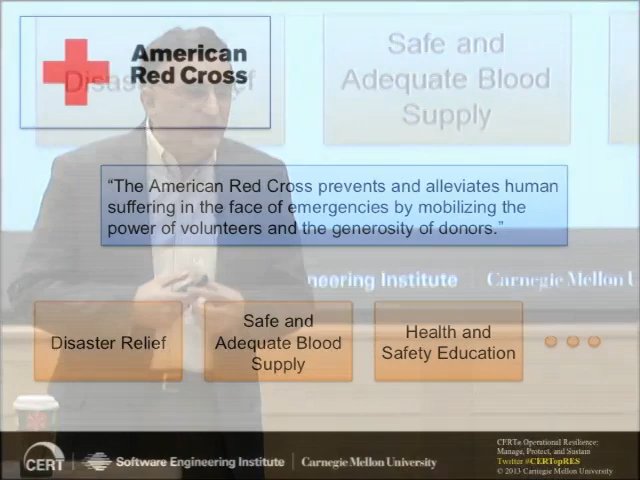 American
Red Cross
Disaster Relief
Safe and
Adequate Blood
Supply
“The American Red Cross prevents and alleviates human
suffering in the face of emergencies by mobilizing the
power of volunteers and the generosity of donors.”
neering Institute | Carnegie Mellon U
Disaster Relief
Safe and
Adequate Blood
Supply
Health and
Safety Education
CERT | Software Engineering Institute | Carnegie Mellon University
CERT® Operational Resilience:
Manage, Protect, and Sustain
Twitter #CERTopRES
© 2013 Carnegie Mellon University